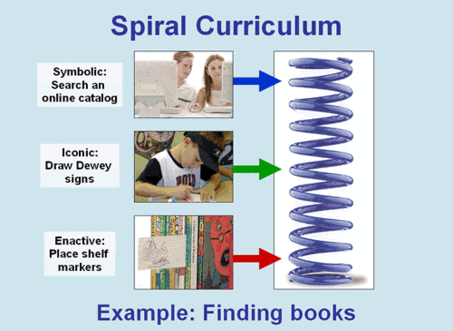 Spiral Curriculum
Symbolic:
Search an
online catalog
Iconic:
Draw Dewey
signs
Enactive:
Place shelf
markers
Example: Finding books